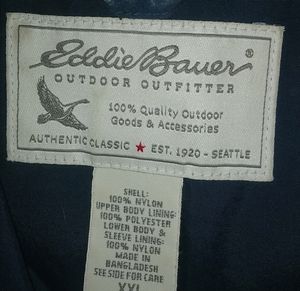 Eddie Bauer®
OUTDOOR OUTFITTER
100% Quality Outdoor
Goods & Accessories
AUTHENTIC CLASSIC ★ EST. 1920 - SEATTLE
SHELL:
100% NYLON
UPPER BODY LINING:
100% POLYESTER
LOWER BODY &
SLEEVE LINING:
100% NYLON
MADE IN
BANGLADESH
SEE SIDE FOR CARE
XXL